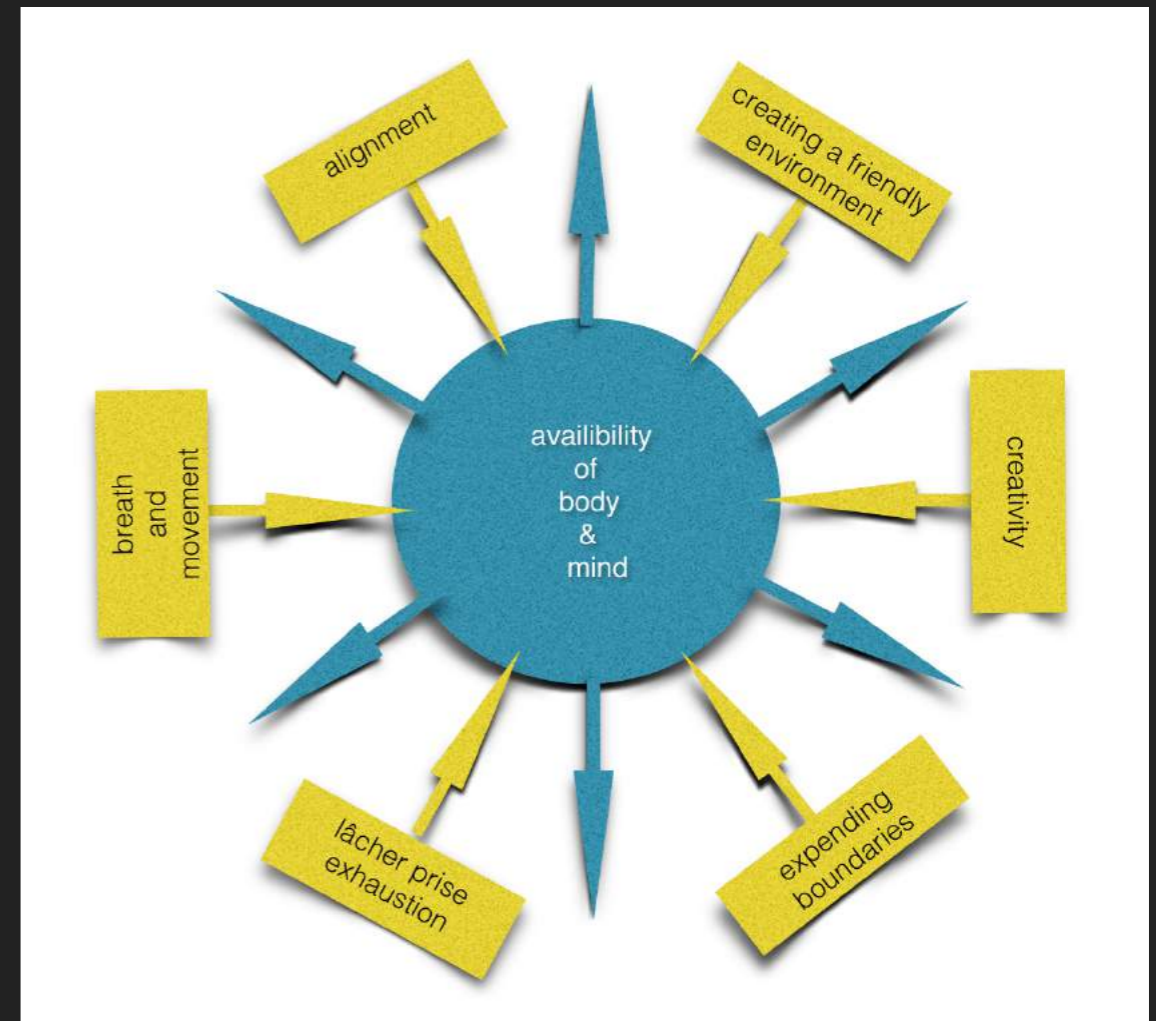 alignment
creating a friendly
environment
breath
and
movement
availibility
of
body
&
mind
creativity
lâcher prise
exhaustion
expending
boundaries